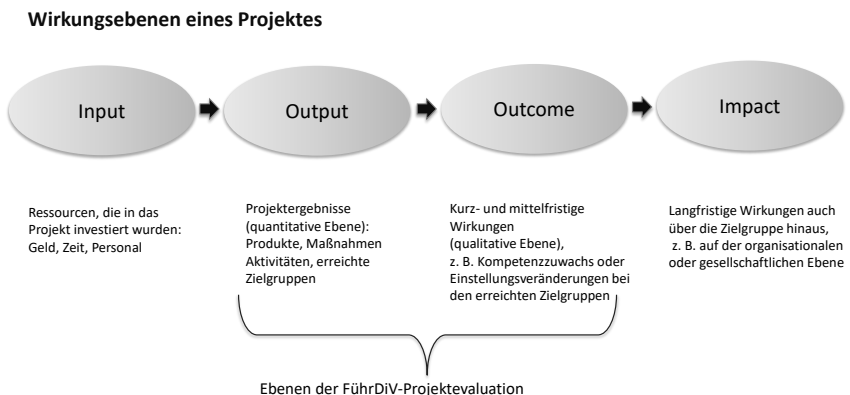 Wirkungsebenen eines Projektes
Input
Output
Outcome
Impact
Ressourcen, die in das
Projekt investiert wurden:
Geld, Zeit, Personal
Projektergebnisse
(quantitative Ebene):
Produkte, Maßnahmen
Aktivitäten, erreichte
Zielgruppen
Kurz- und mittelfristige
Wirkungen
(qualitative Ebene),
z. B. Kompetenzzuwachs oder
Einstellungsveränderungen bei
den erreichten Zielgruppen
Langfristige Wirkungen auch
über die Zielgruppe hinaus,
z. B. auf der organisationalen
oder gesellschaftlichen Ebene
Ebenen der FührDiV-Projektevaluation